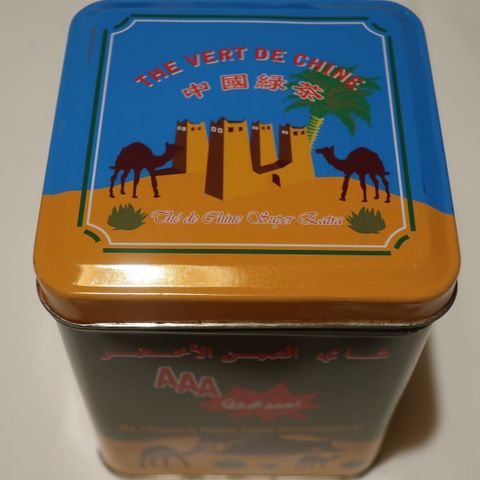 THE VERT DE CHINE
中國綠茶
Thé de Chine Super Extra
شاي الصين الأخضر
AAA